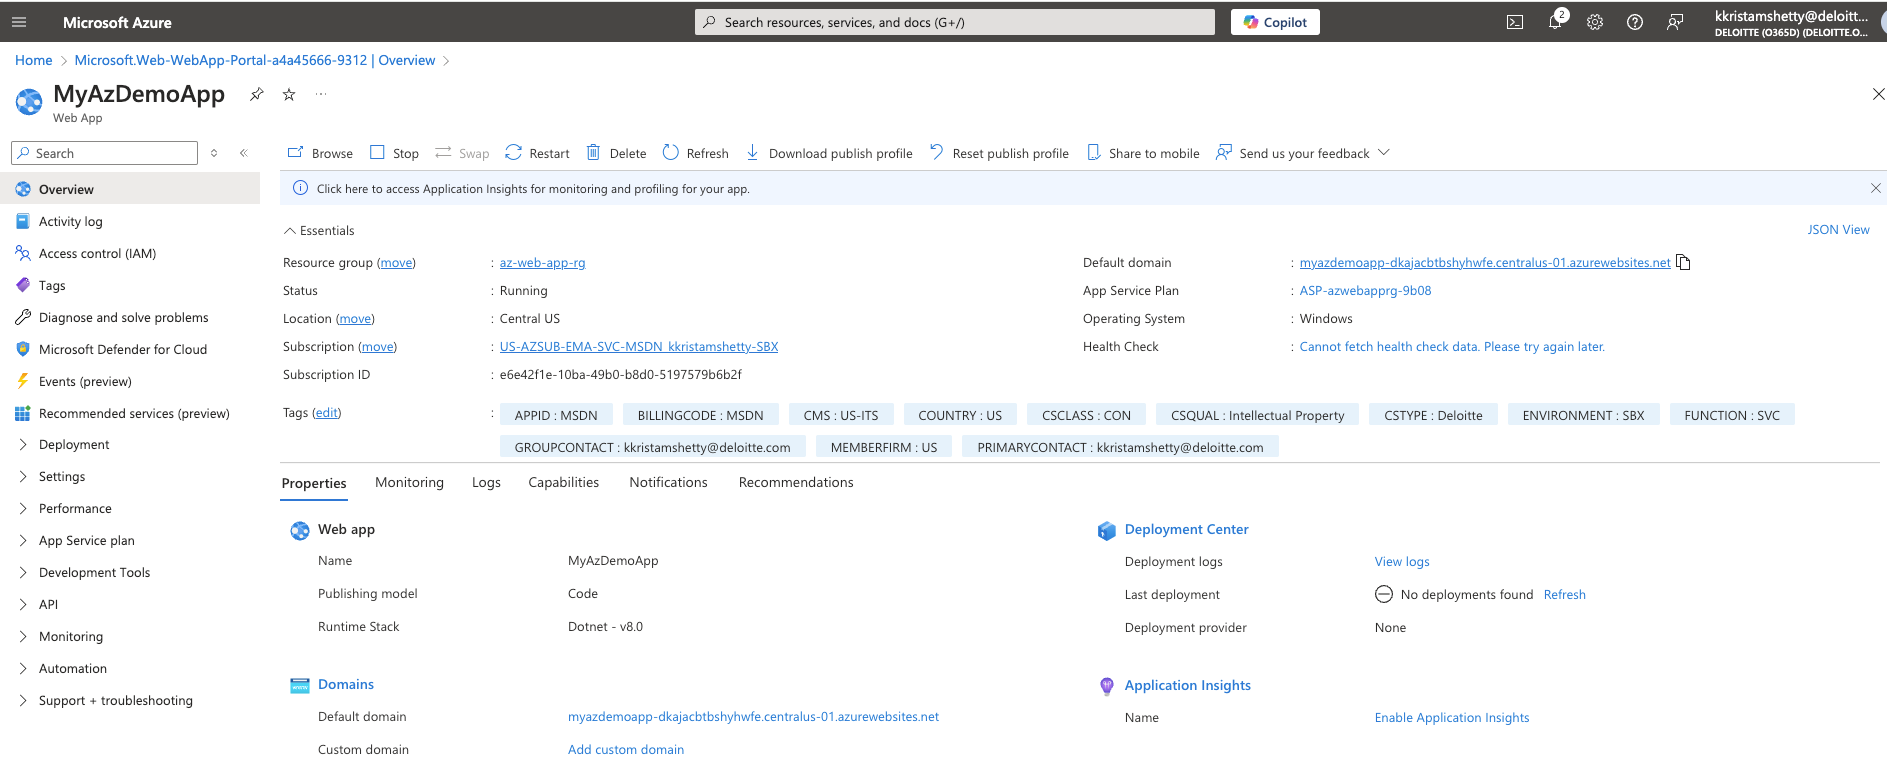 Microsoft Azure
Search resources, services, and docs (G+/)
Copilot
2
kkristamshetty@deloitt...
DELOITTE (O365D) (DELOITTE.O...
Home > Microsoft.Web-WebApp-Portal-a4a45666-9312 | Overview >
MyAzDemoApp
Web App
Search
Browse Stop Swap Restart Delete Refresh Download publish profile Reset publish profile Share to mobile Send us your feedback
Click here to access Application Insights for monitoring and profiling for your app.
Overview
Activity log
Access control (IAM)
Tags
Diagnose and solve problems
Microsoft Defender for Cloud
Events (preview)
Recommended services (preview)
Deployment
Settings
Performance
App Service plan
Development Tools
API
Monitoring
Automation
Support + troubleshooting
Essentials
JSON View
Resource group (move) : az-web-app-rg
Status : Running
Location (move) : Central US
Subscription (move) : US-AZSUB-EMA-SVC-MSDN_kkristamshetty-SBX
Subscription ID : e6e42f1e-10ba-49b0-b8d0-5197579b6b2f
Default domain : myazdemoapp-dkajacbtbshyhwfe.centralus-01.azurewebsites.net
App Service Plan : ASP-azwebapprg-9b08
Operating System : Windows
Health Check : Cannot fetch health check data. Please try again later.
Tags (edit) : APPID : MSDN BILLINGCODE : MSDN CMS : US-ITS COUNTRY : US CSCLASS : CON CSQUAL : Intellectual Property CSTYPE : Deloitte ENVIRONMENT : SBX FUNCTION : SVC
GROUPCONTACT : kkristamshetty@deloitte.com MEMBERFIRM : US PRIMARYCONTACT : kkristamshetty@deloitte.com
Properties Monitoring Logs Capabilities Notifications Recommendations
Web app
Name MyAzDemoApp
Publishing model Code
Runtime Stack Dotnet - v8.0
Domains
Default domain myazdemoapp-dkajacbtbshyhwfe.centralus-01.azurewebsites.net
Custom domain Add custom domain
Deployment Center
Deployment logs View logs
Last deployment No deployments found Refresh
Deployment provider None
Application Insights
Name Enable Application Insights